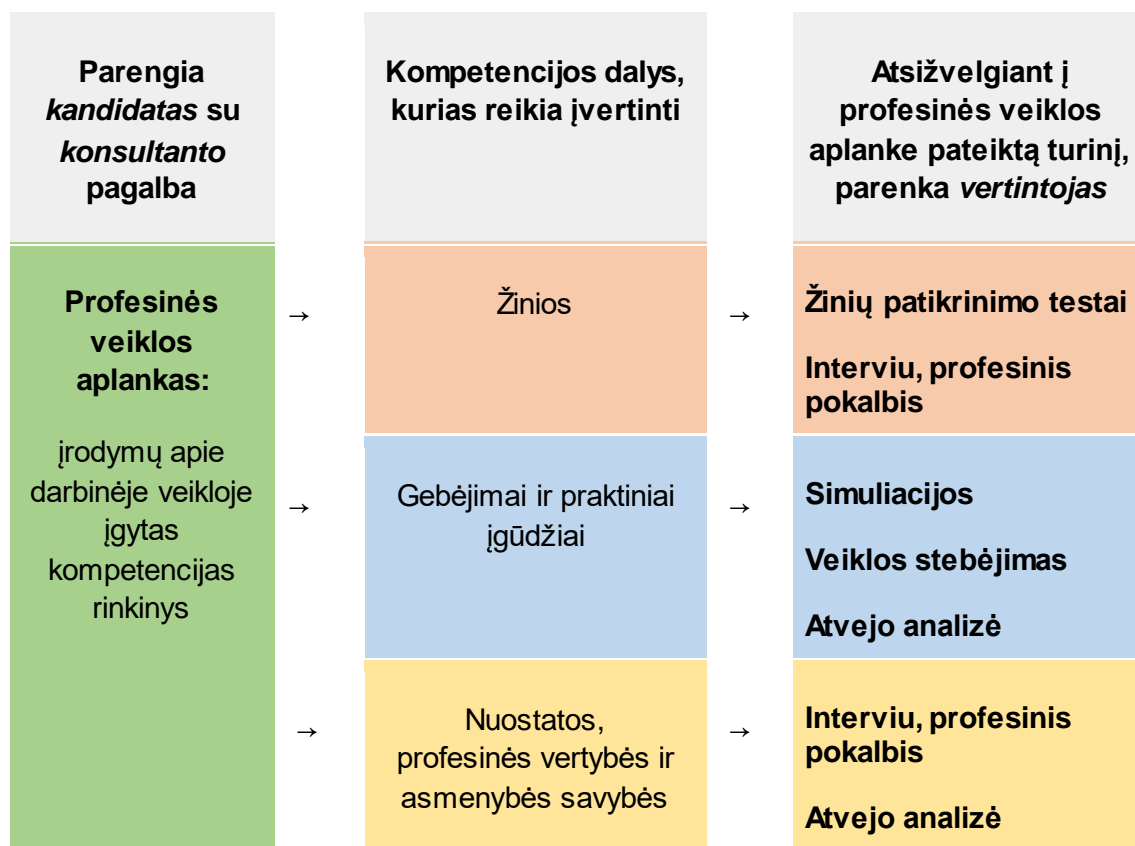 Parengia
kandidatas su
konsultanto
pagalba
Kompetencijos dalys,
kurias reikia įvertinti
Atsižvelgiant į
profesinės veiklos
aplanke pateiktą turinį,
parenka vertintojas
Profesinės
veiklos
aplankas:
įrodymų apie
darbinėje veikloje
įgytas
kompetencijas
rinkinys
→
Žinios
→
Žinių patikrinimo testai
Interviu, profesinis
pokalbis
→
Gebėjimai ir praktiniai
įgūdžiai
→
Simuliacijos
Veiklos stebėjimas
Atvejo analizė
→
Nuostatos,
profesinės vertybės ir
asmenybės savybės
→
Interviu, profesinis
pokalbis
Atvejo analizė